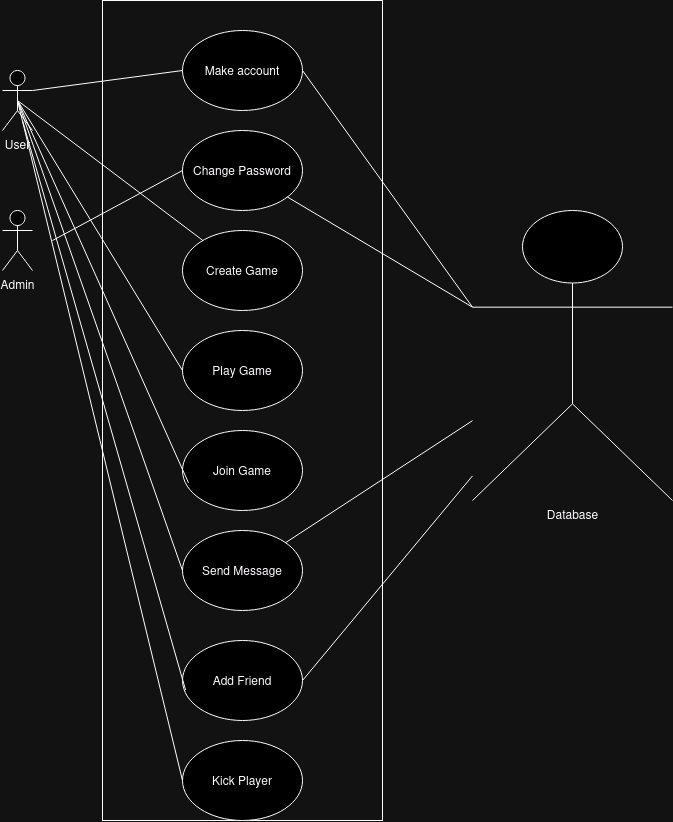 Make account
User
Change Password
Admin
Create Game
Play Game
Join Game
Database
Send Message
Add Friend
Kick Player